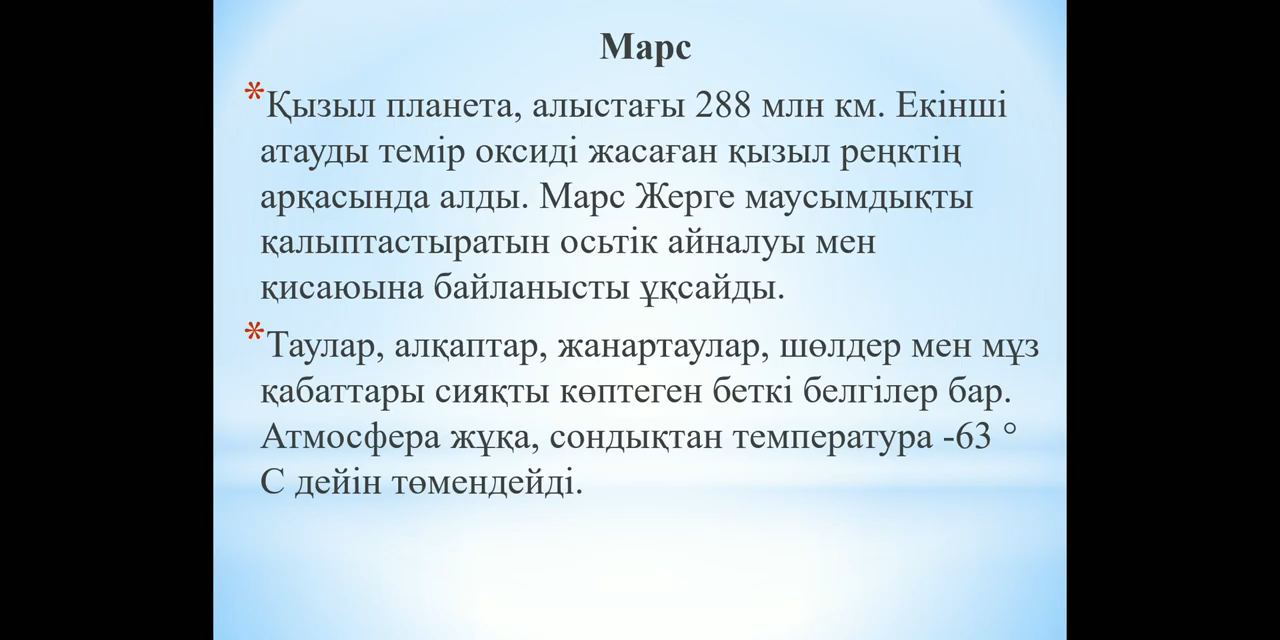 Марс
*Қызыл планета, алыстағы 288 млн км. Екінші
атауды темір оксиді жасаған қызыл реңктің
арқасында алды. Марс Жерге маусымдықты
қалыптастыратын осьтік айналуы мен
қисаюына байланысты ұқсайды.
*Таулар, алқаптар, жанартаулар, шөлдер мен мұз
қабаттары сияқты көптеген беткі белгілер бар.
Атмосфера жұқа, сондықтан температура -63 °
С дейін төмендейді.